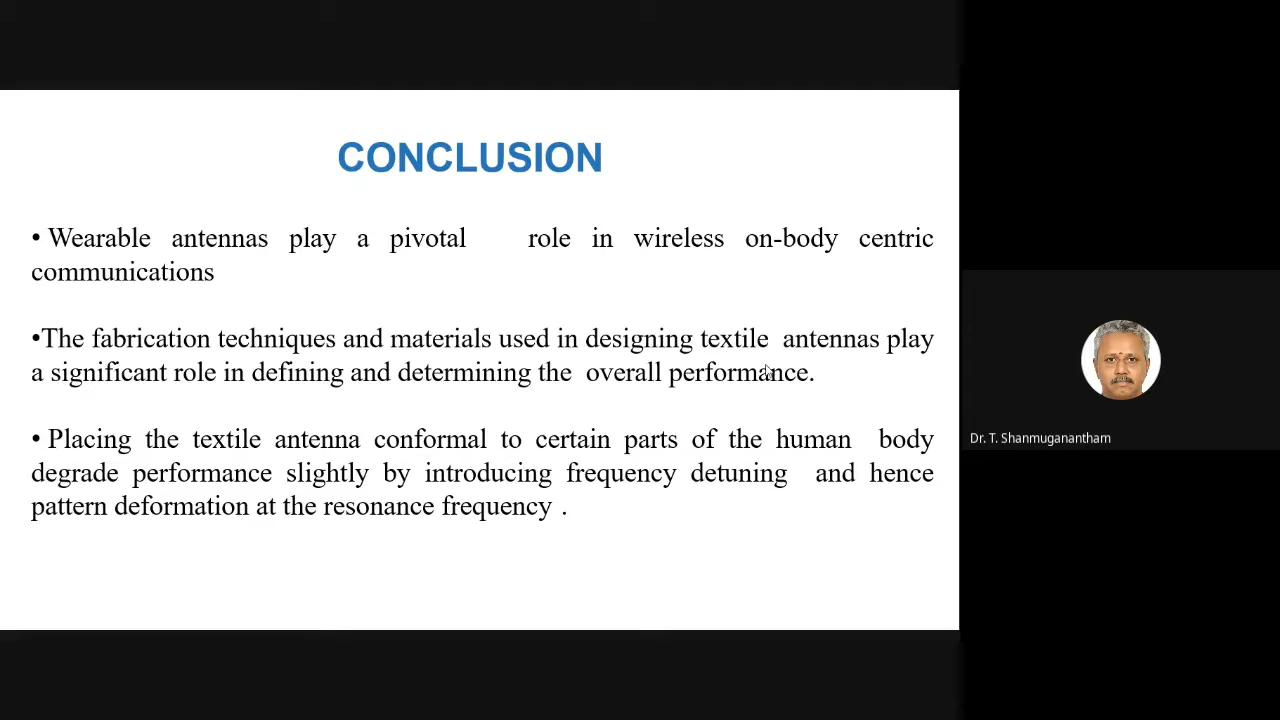 CONCLUSION
• Wearable antennas play a pivotal role in wireless on-body centric
communications
•The fabrication techniques and materials used in designing textile antennas play
a significant role in defining and determining the overall performance.
• Placing the textile antenna conformal to certain parts of the human body
degrade performance slightly by introducing frequency detuning and hence
pattern deformation at the resonance frequency .
Dr. T. Shanmuganantham